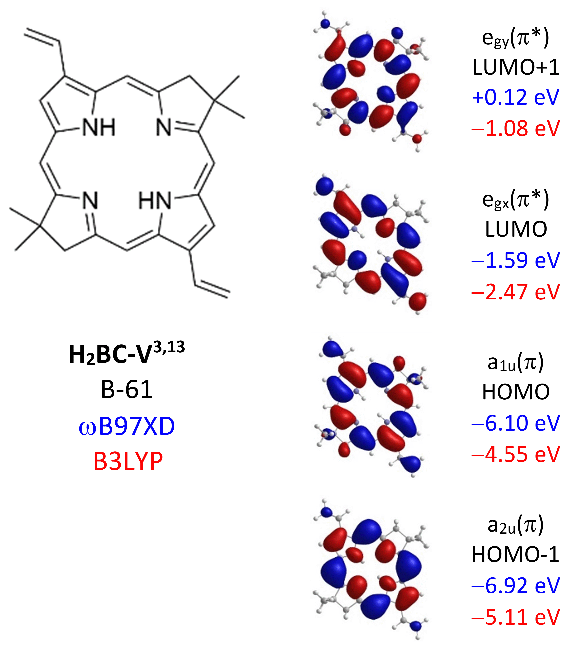 NH
N
N
HN
H₂BC-V³,¹³
B-61
ωB97XD
B3LYP
e_gy(π*)
LUMO+1
+0.12 eV
−1.08 eV
e_gx(π*)
LUMO
−1.59 eV
−2.47 eV
a₁ᵤ(π)
HOMO
−6.10 eV
−4.55 eV
a₂ᵤ(π)
HOMO-1
−6.92 eV
−5.11 eV